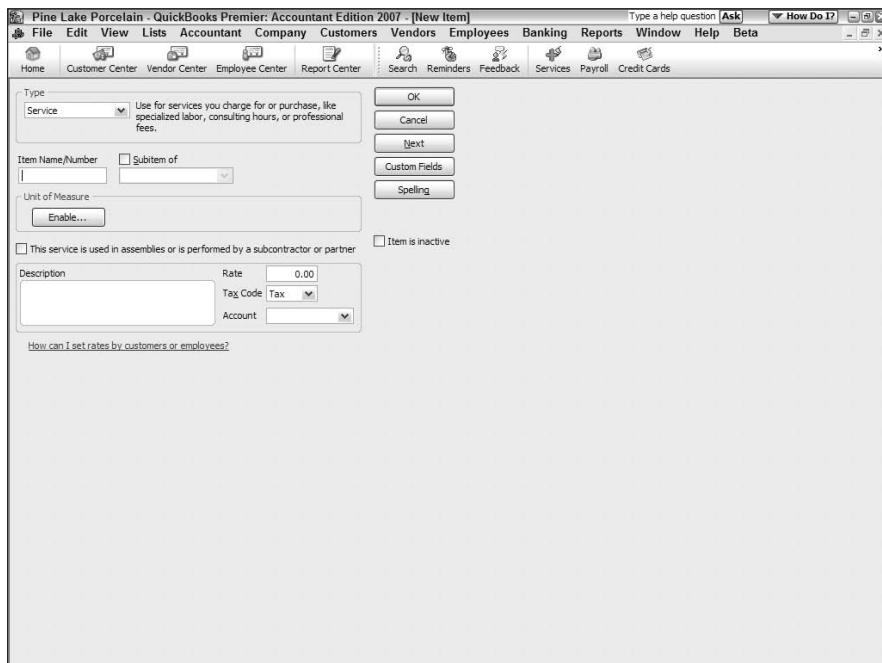 Pine Lake Porcelain - QuickBooks Premier: Accountant Edition 2007 - [New Item]
Type a help question Ask
How Do I?
File Edit View Lists Accountant Company Customers Vendors Employees Banking Reports Window Help Beta
Home Customer Center Vendor Center Employee Center Report Center Search Reminders Feedback Services Payroll Credit Cards
Type
Service
Use for services you charge for or purchase, like
specialized labor, consulting hours, or professional
fees.
OK
Cancel
Next
Custom Fields
Spelling
Item Name/Number
Subitem of
Unit of Measure
Enable...
Item is inactive
This service is used in assemblies or is performed by a subcontractor or partner
Description
Rate 0.00
Tax Code Tax
Account
How can I set rates by customers or employees?